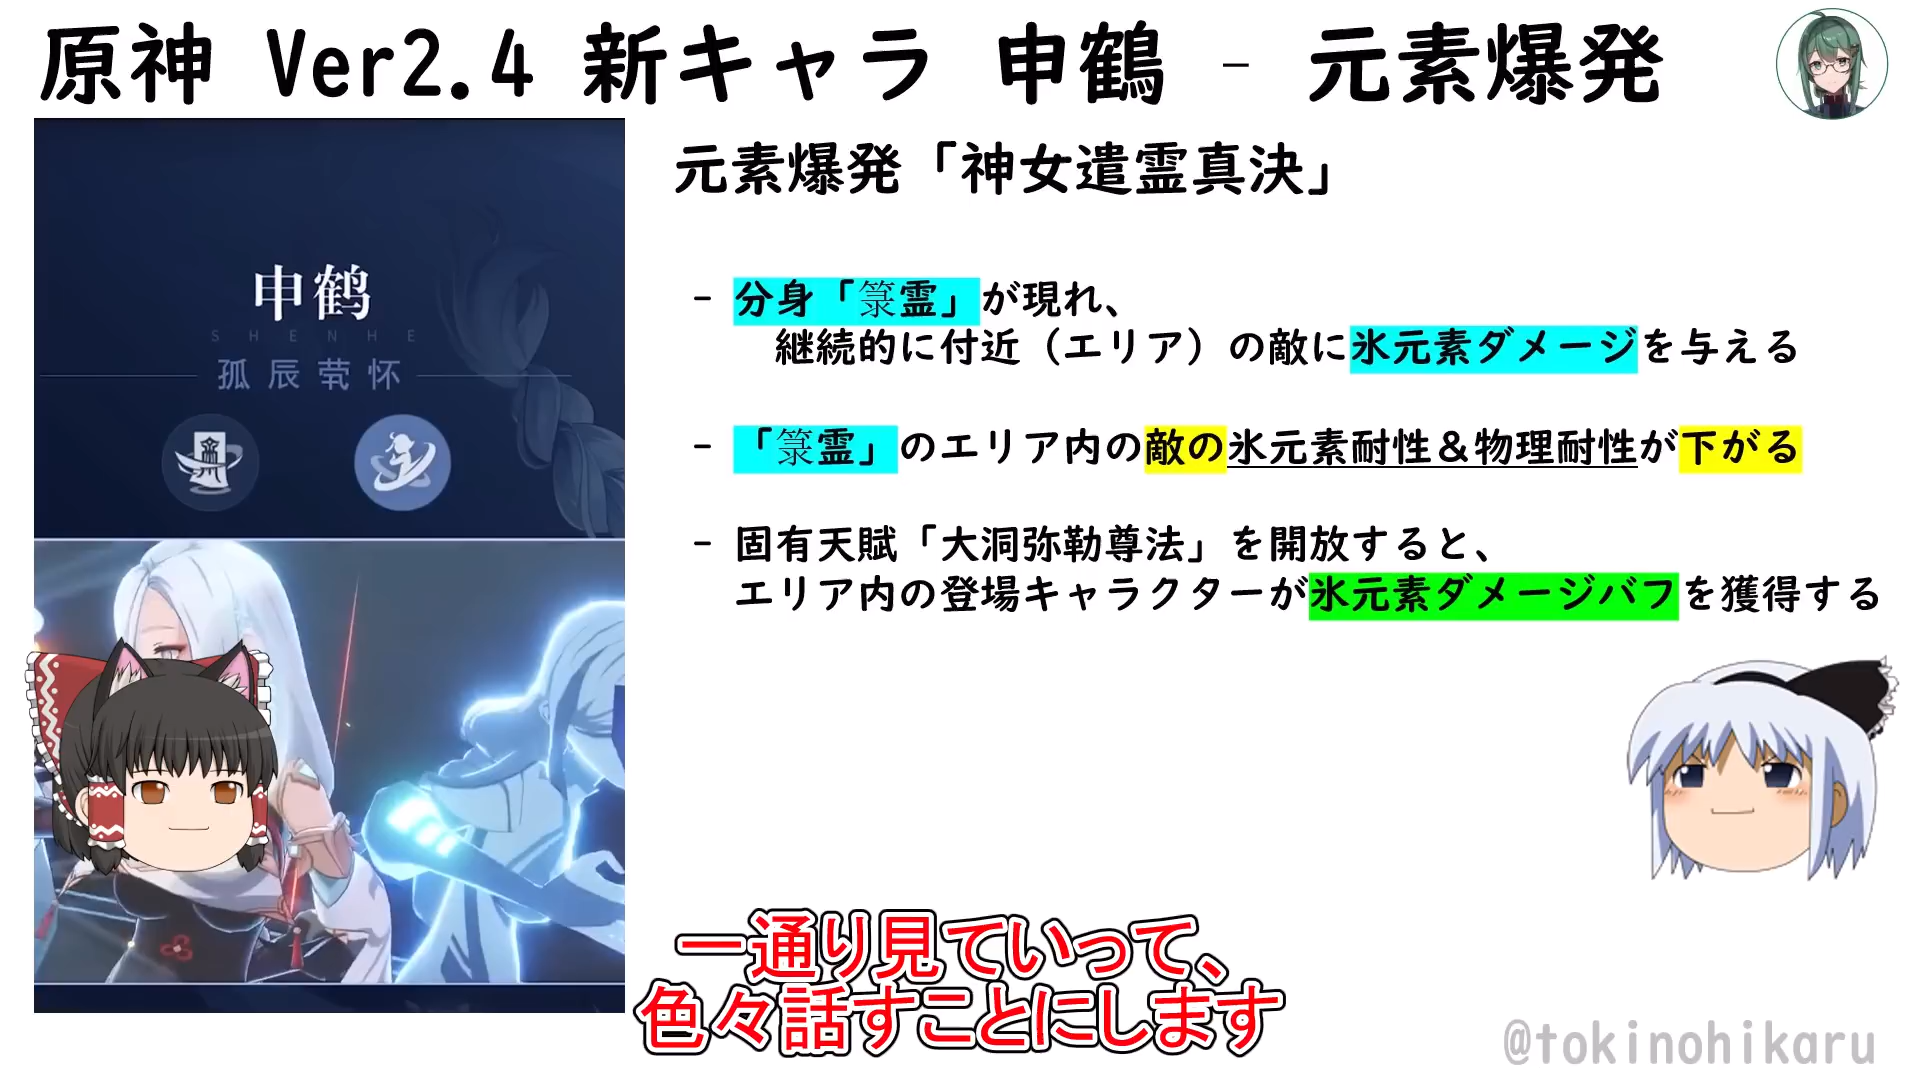 原神 Ver2.4 新キャラ 申鶴 - 元素爆発
元素爆発「神女遣霊真決」
申鹤
SHENHE
孤辰茕怀
- 分身「箓霊」が現れ、
継続的に付近（エリア）の敵に氷元素ダメージを与える
- 「箓霊」のエリア内の敵の氷元素耐性＆物理耐性が下がる
- 固有天賦「大洞弥勒尊法」を開放すると、
エリア内の登場キャラクターが氷元素ダメージバフを獲得する
一通り見ていって、
色々話すことにします
@tokinohikaru